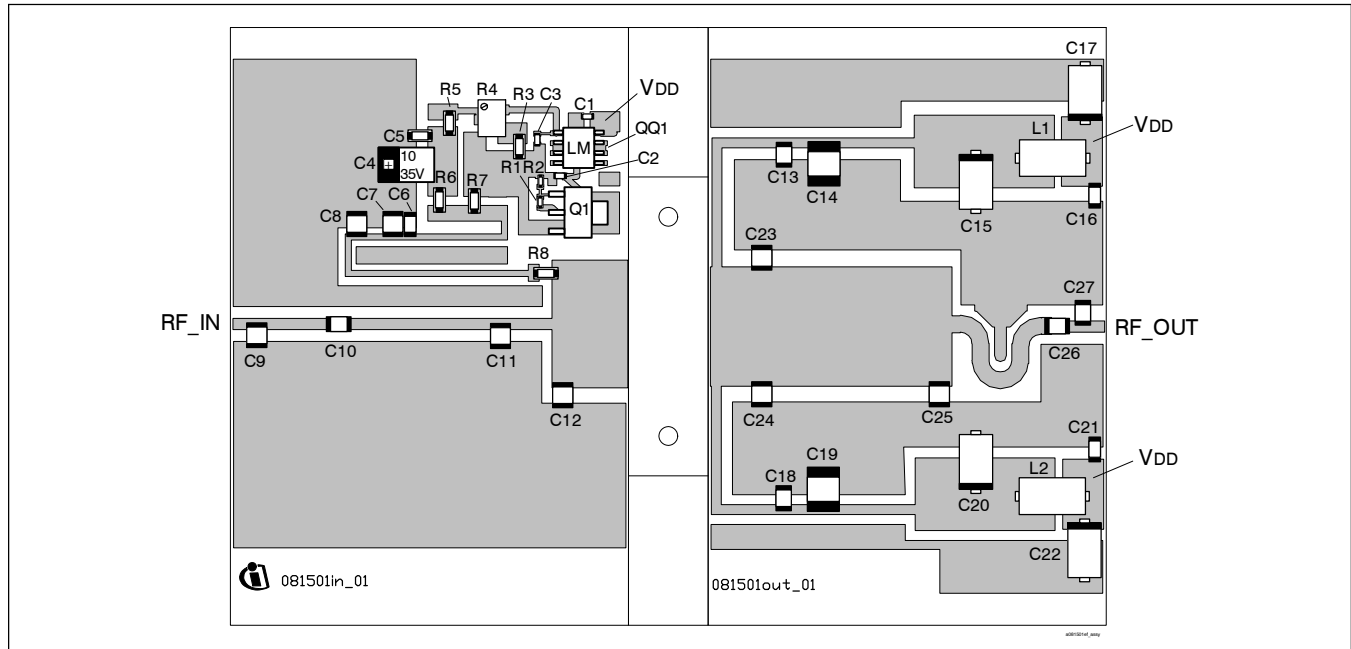 C17
VDD
R5
R4
R3
C3
C1
VDD
QQ1
L1
C5
LM
C4
10
35V
C2
R1
R2
C13
C14
C15
C16
R6
R7
C8
C7
C6
Q1
C23
R8
C27
RF_IN
RF_OUT
C9
C10
C11
C26
C12
C24
C25
C21
C19
VDD
L2
C18
C20
C22
081501in_01
081501out_01
a081501ef_assy